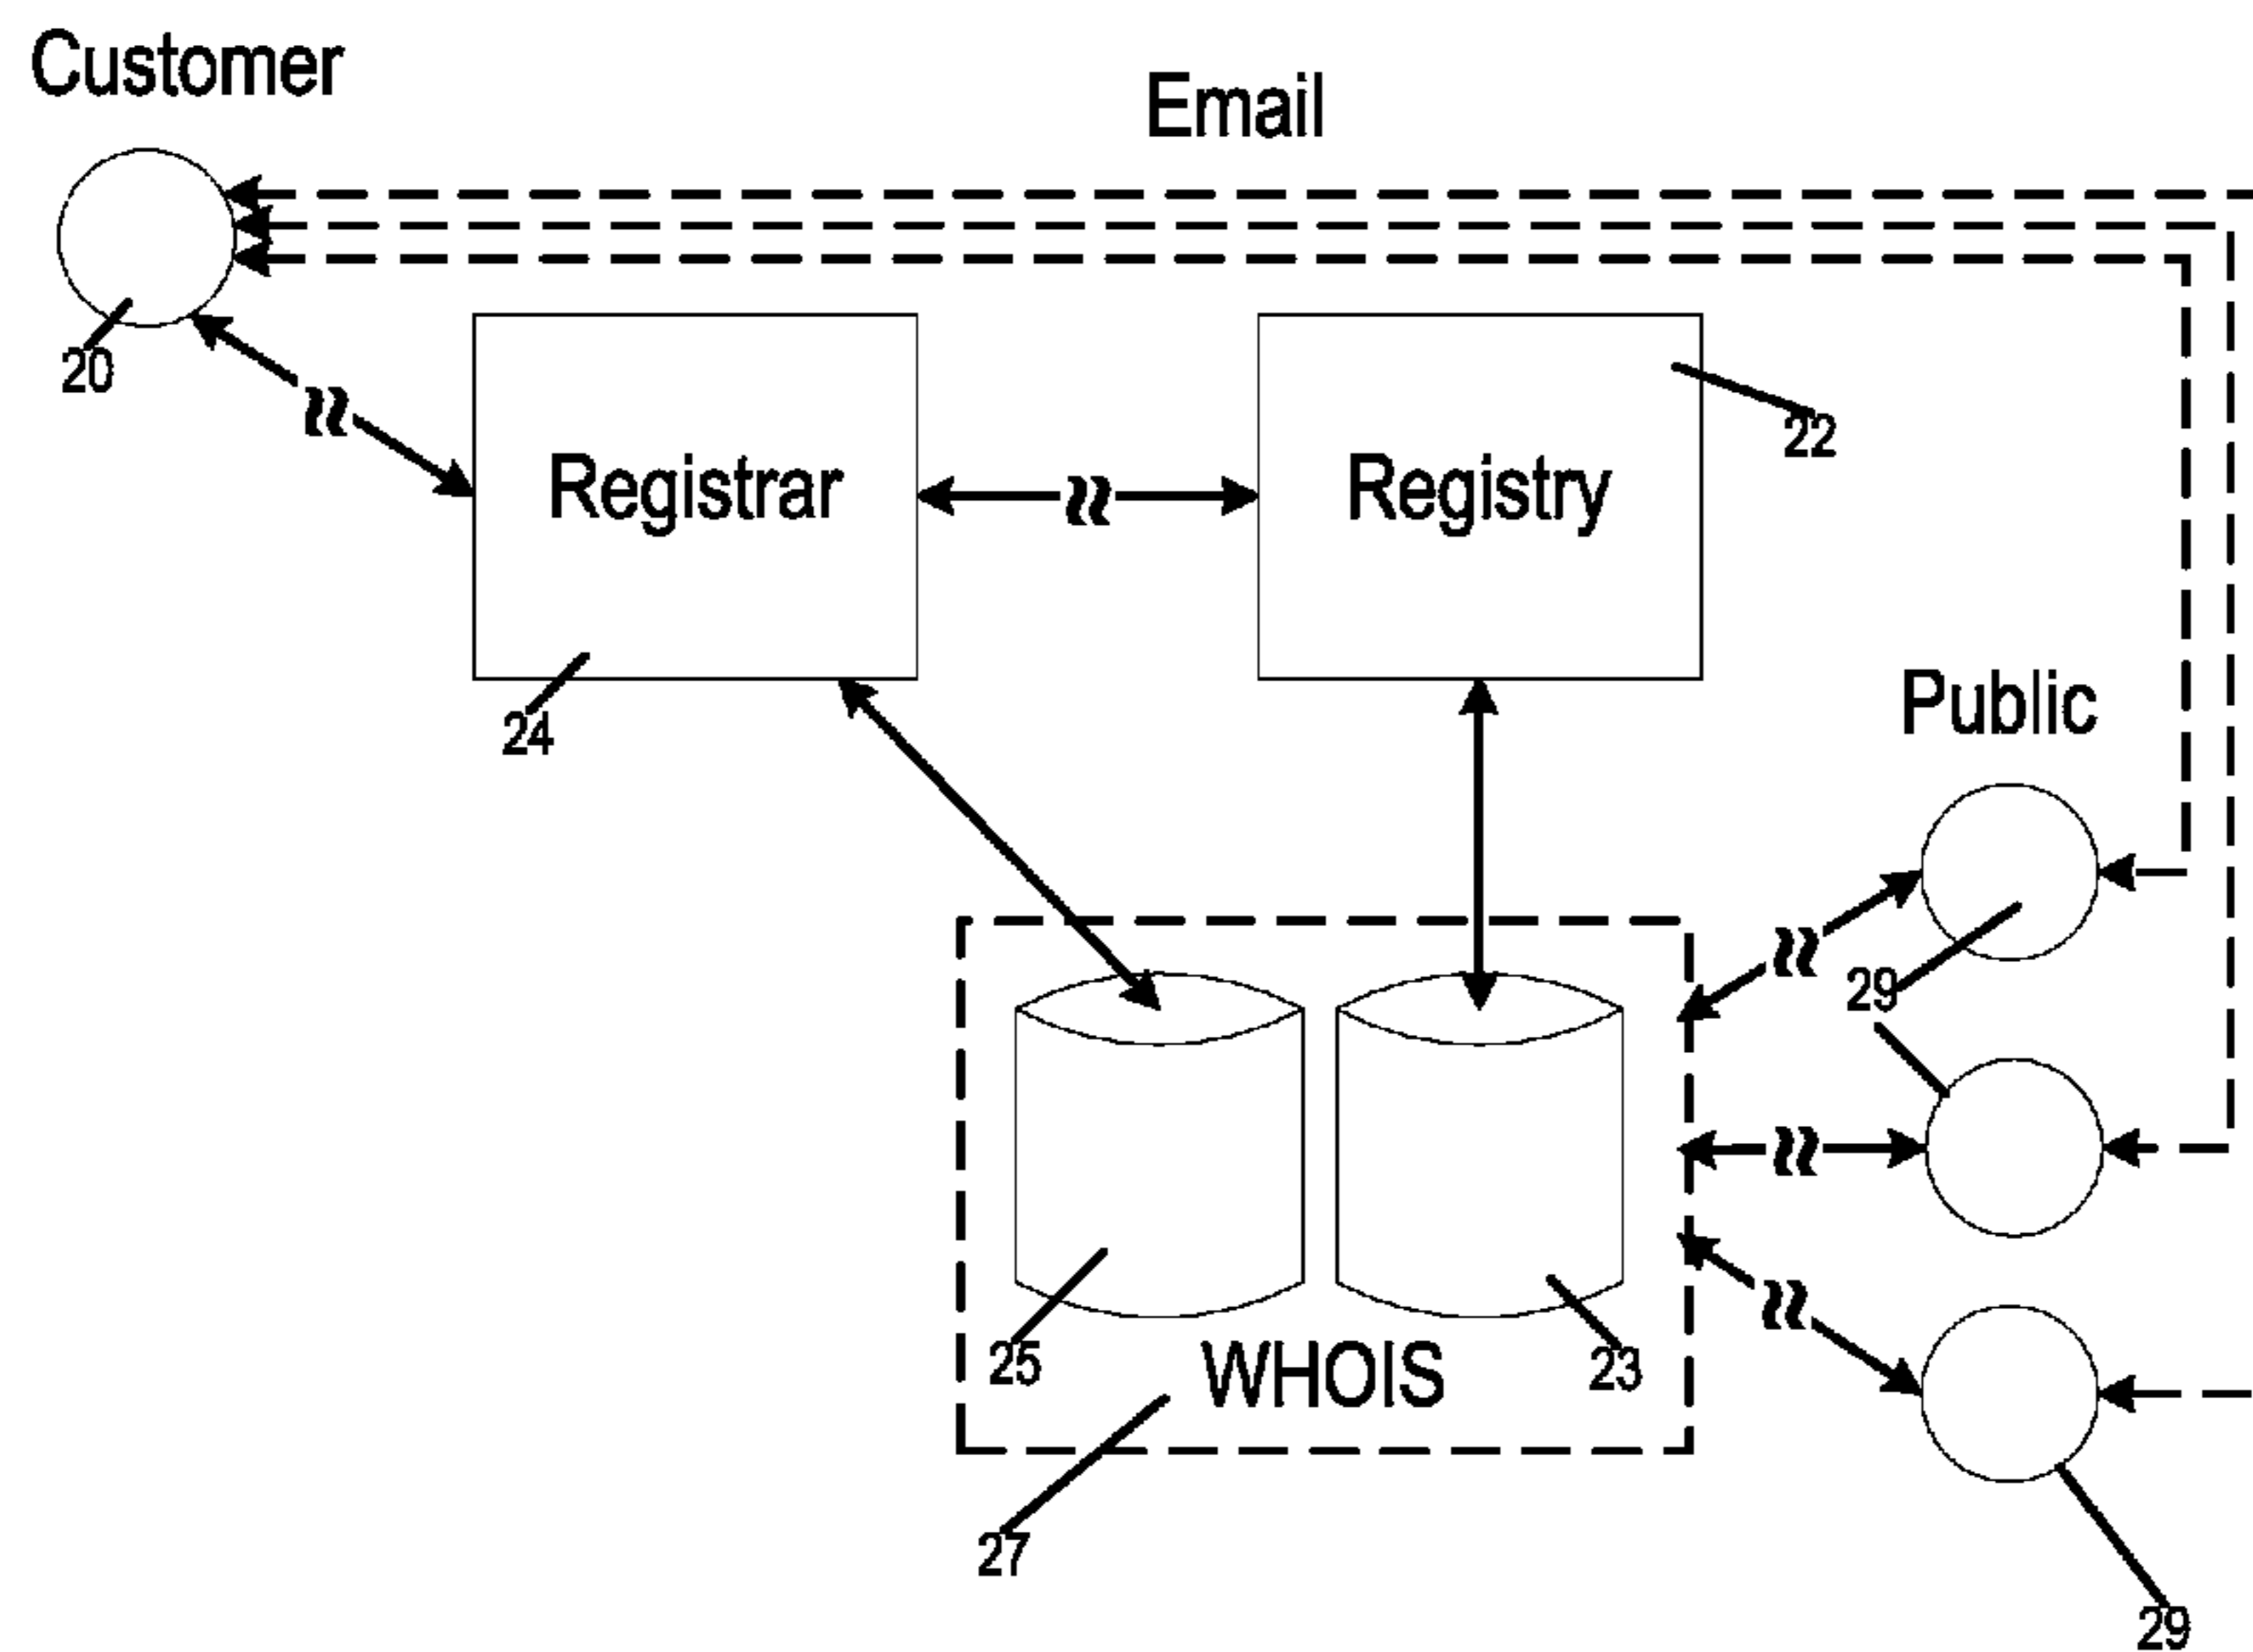 Customer
Email
20
22
Registrar
Registry
24
Public
29
25
WHOIS
23
27
29